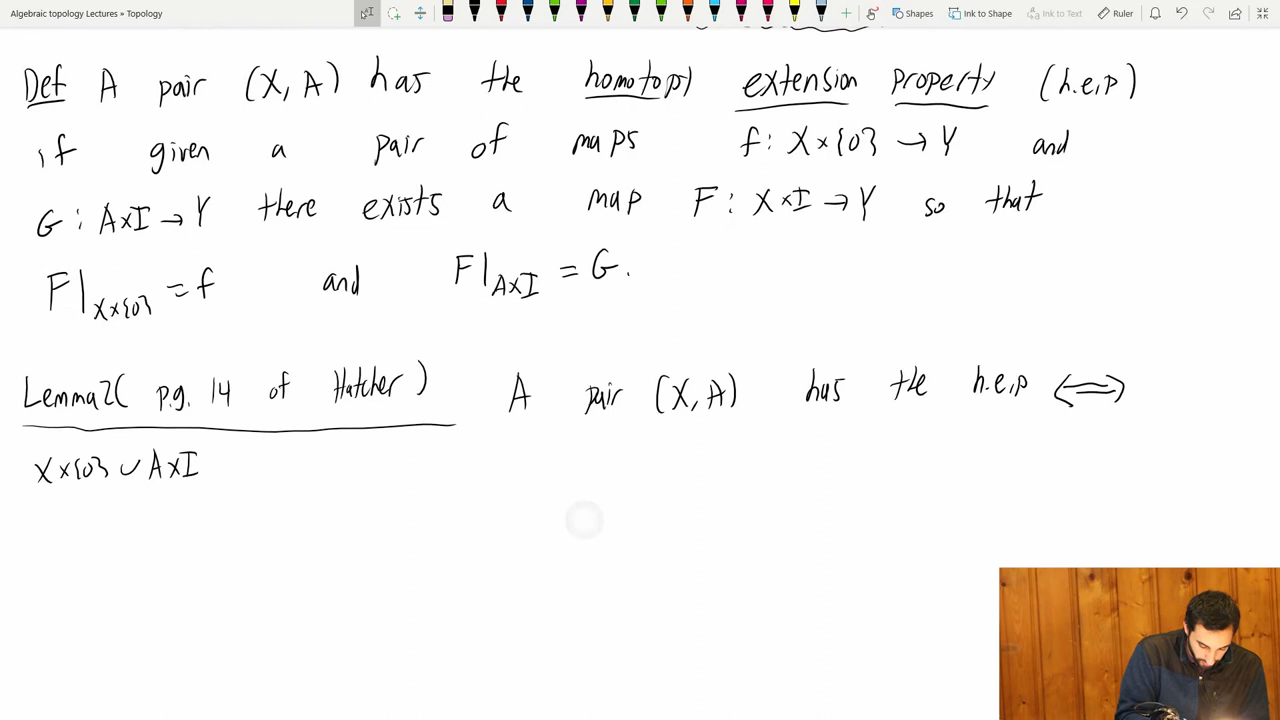 Algebraic topology Lectures » Topology
Shapes Ink to Shape Ink to Text Ruler
Def A pair (X, A) has the homotopy extension property (h.e.p)
if given a pair of maps f: X×{0} → Y and
G: A×I → Y there exists a map F: X×I → Y so that
F|X×{0} = f and F|A×I = G.
Lemma 2 (p.g. 14 of Hatcher) A pair (X, A) has the h.e.p ⟺
X×{0} ∪ A×I